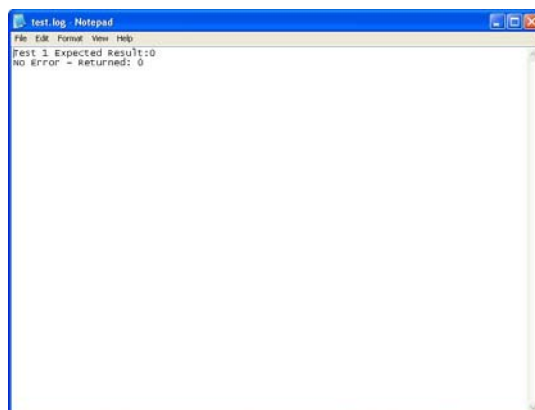 test.log - Notepad
File Edit Format View Help
Test 1 Expected Result:0
No Error - Returned: 0